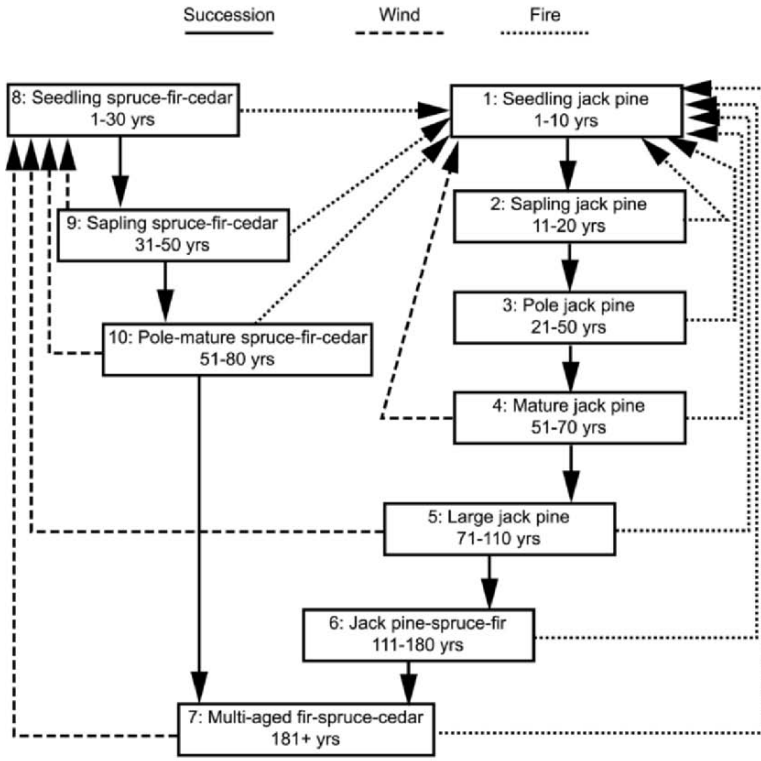 Succession Wind Fire
8: Seedling spruce-fir-cedar
1-30 yrs
1: Seedling jack pine
1-10 yrs
9: Sapling spruce-fir-cedar
31-50 yrs
2: Sapling jack pine
11-20 yrs
3: Pole jack pine
21-50 yrs
10: Pole-mature spruce-fir-cedar
51-80 yrs
4: Mature jack pine
51-70 yrs
5: Large jack pine
71-110 yrs
6: Jack pine-spruce-fir
111-180 yrs
7: Multi-aged fir-spruce-cedar
181+ yrs